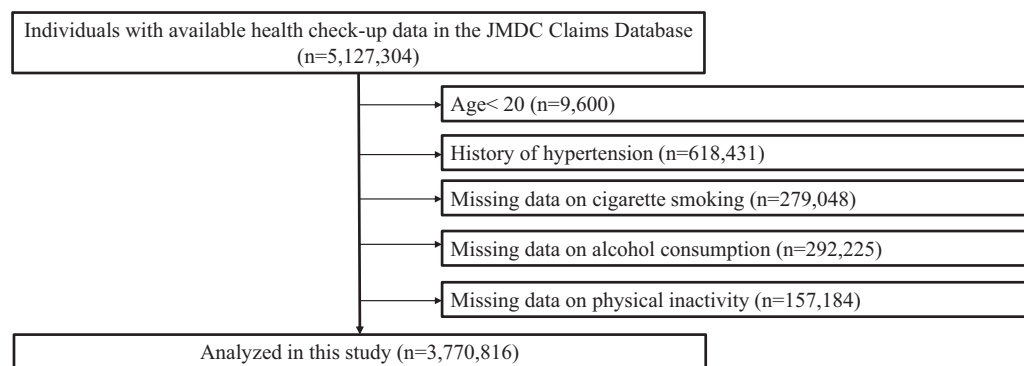 Individuals with available health check-up data in the JMDC Claims Database
(n=5,127,304)
Age< 20 (n=9,600)
History of hypertension (n=618,431)
Missing data on cigarette smoking (n=279,048)
Missing data on alcohol consumption (n=292,225)
Missing data on physical inactivity (n=157,184)
Analyzed in this study (n=3,770,816)